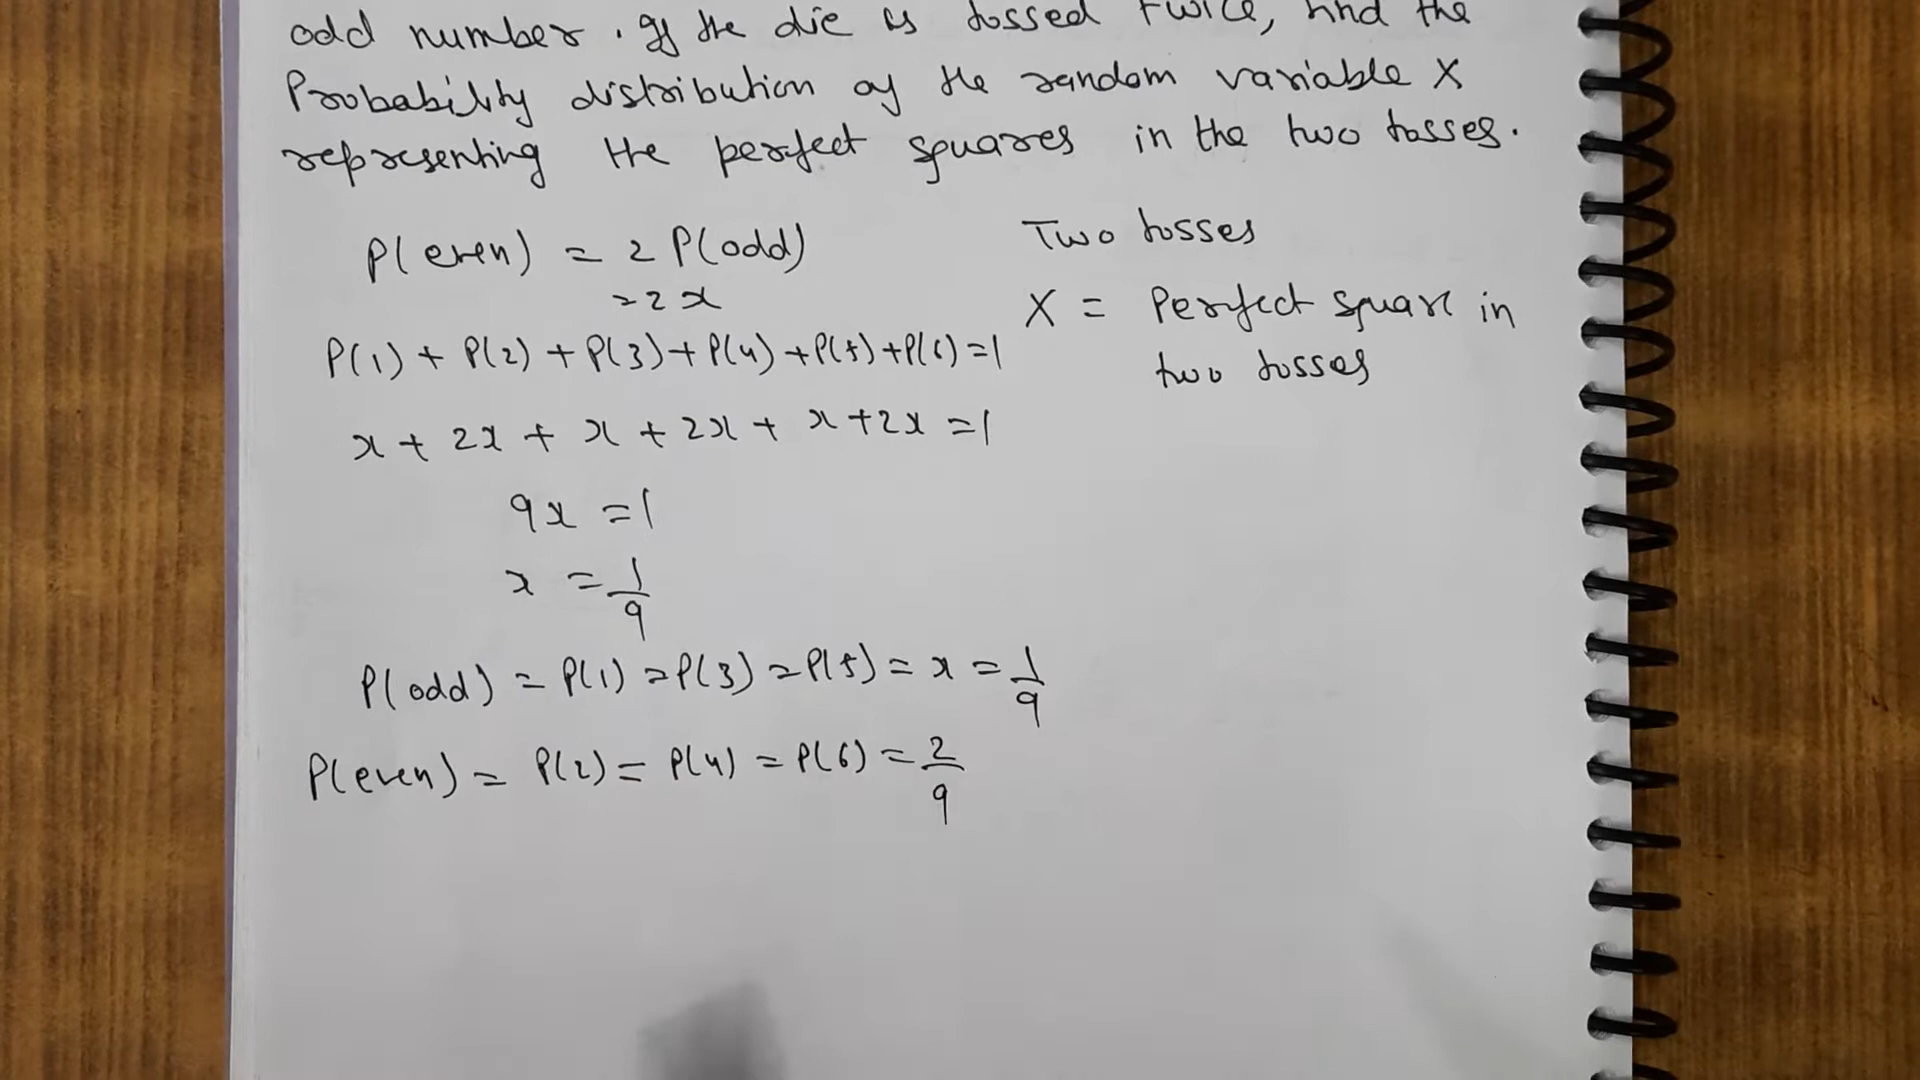 odd number. If the die is tossed twice, find the
Probability distribution of the random variable X
representing the perfect squares in the two tosses.
P(even) = 2 P(odd)
= 2x
P(1) + P(2) + P(3) + P(4) + P(5) + P(6) = 1
x + 2x + x + 2x + x + 2x = 1
9x = 1
x = 1/9
P(odd) = P(1) = P(3) = P(5) = x = 1/9
P(even) = P(2) = P(4) = P(6) = 2/9
Two tosses
X = Perfect square in
two tosses